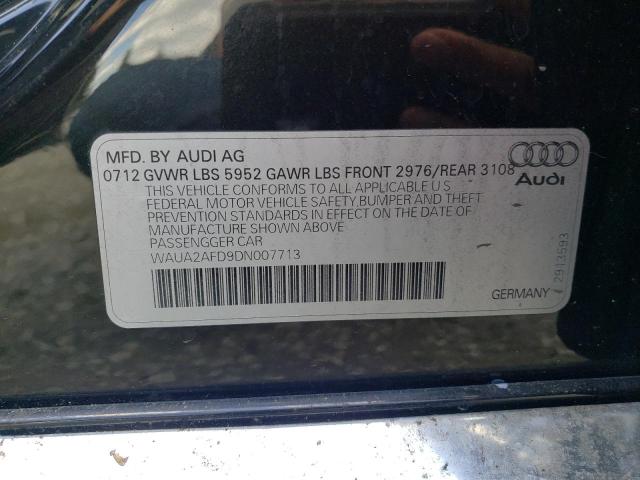 MFD. BY AUDI AG
0712 GVWR LBS 5952 GAWR LBS FRONT 2976/REAR 3108
THIS VEHICLE CONFORMS TO ALL APPLICABLE U S
FEDERAL MOTOR VEHICLE SAFETY,BUMPER AND THEFT
PREVENTION STANDARDS IN EFFECT ON THE DATE OF
MANUFACTURE SHOWN ABOVE
PASSENGGER CAR
WAUA2AFD9DN007713
Audi
GERMANY
2913593